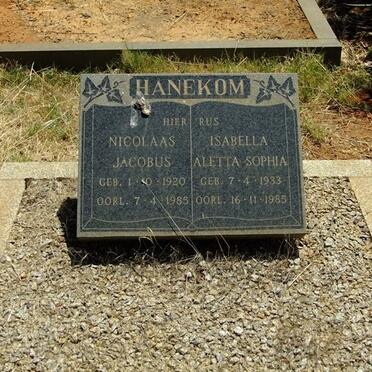 HANEKOM
HIER RUS
NICOLAAS
JACOBUS
GEB. 1·10·1920
OORL. 7·4·1985
ISABELLA
ALETTA SOPHIA
GEB. 7·4·1933
OORL. 16·11·1985